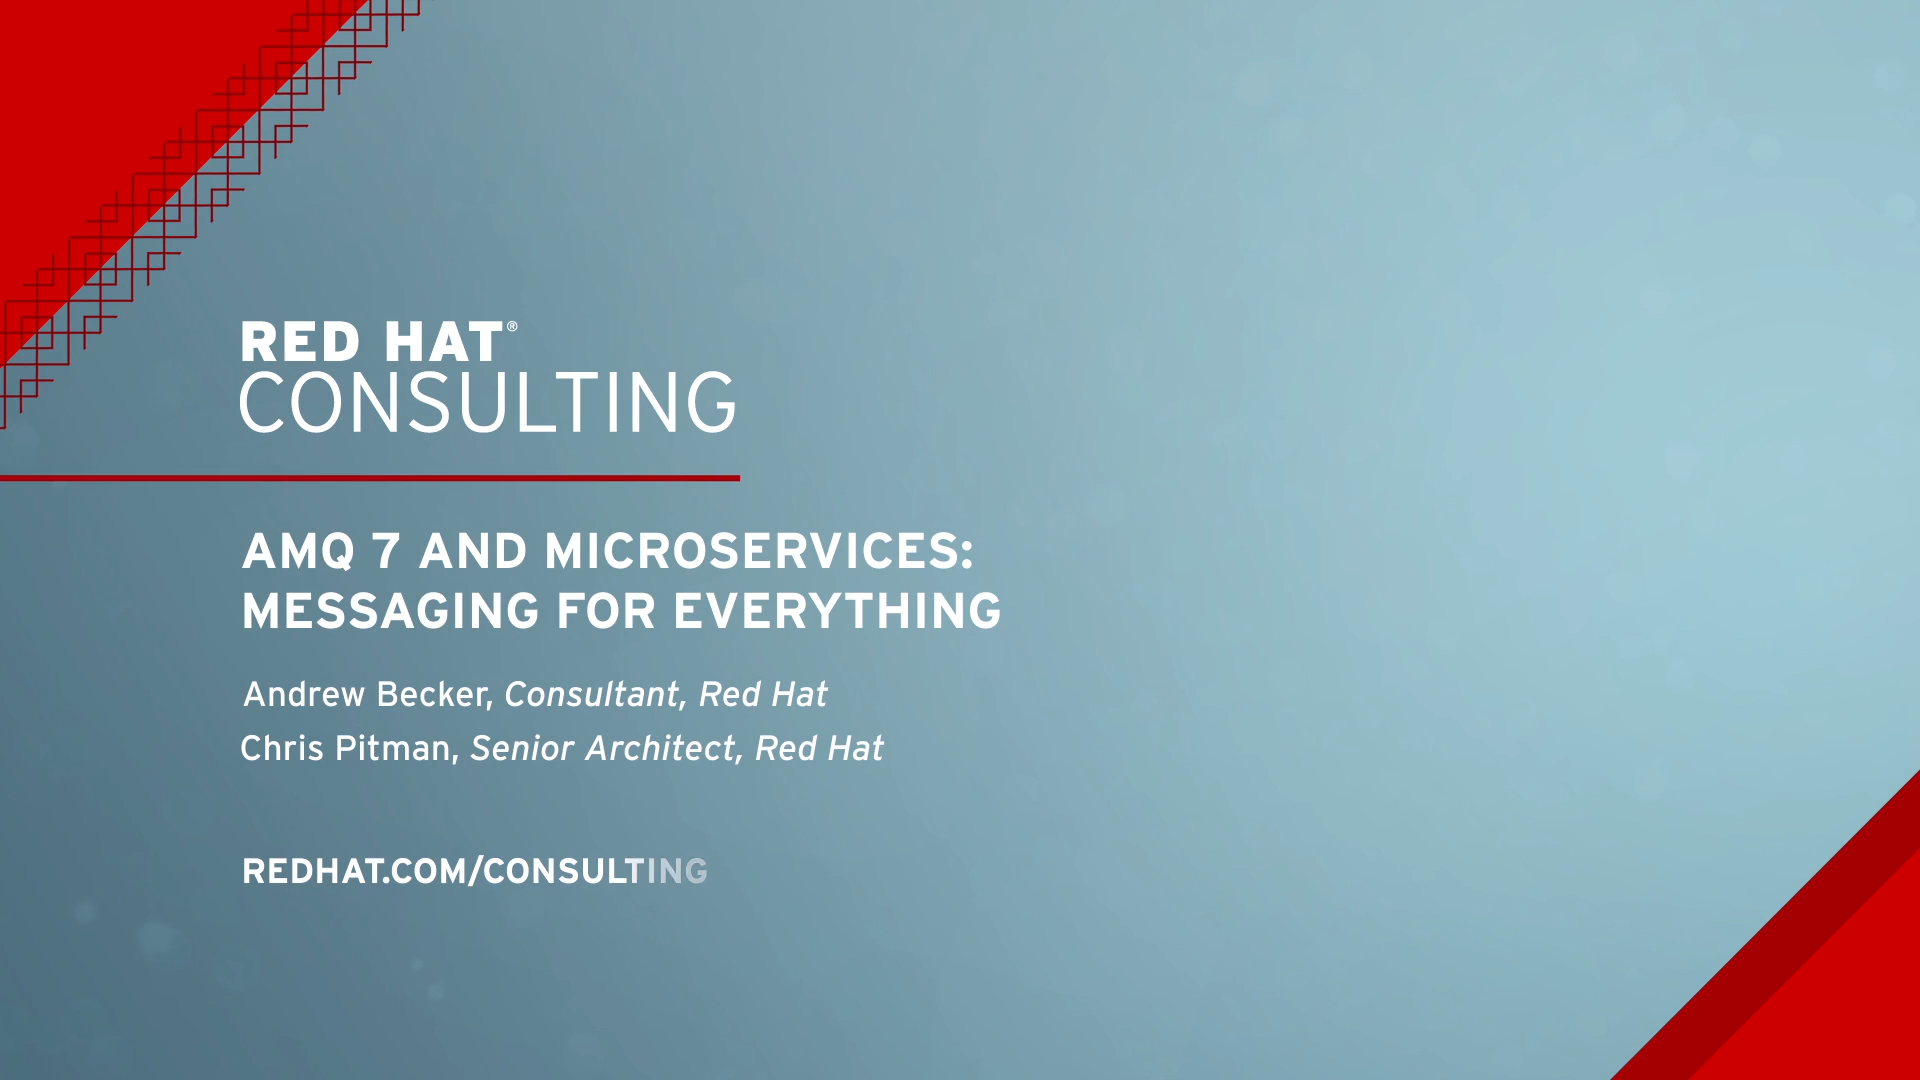 RED HAT®
CONSULTING
AMQ 7 AND MICROSERVICES:
MESSAGING FOR EVERYTHING
Andrew Becker, Consultant, Red Hat
Chris Pitman, Senior Architect, Red Hat
REDHAT.COM/CONSULTING